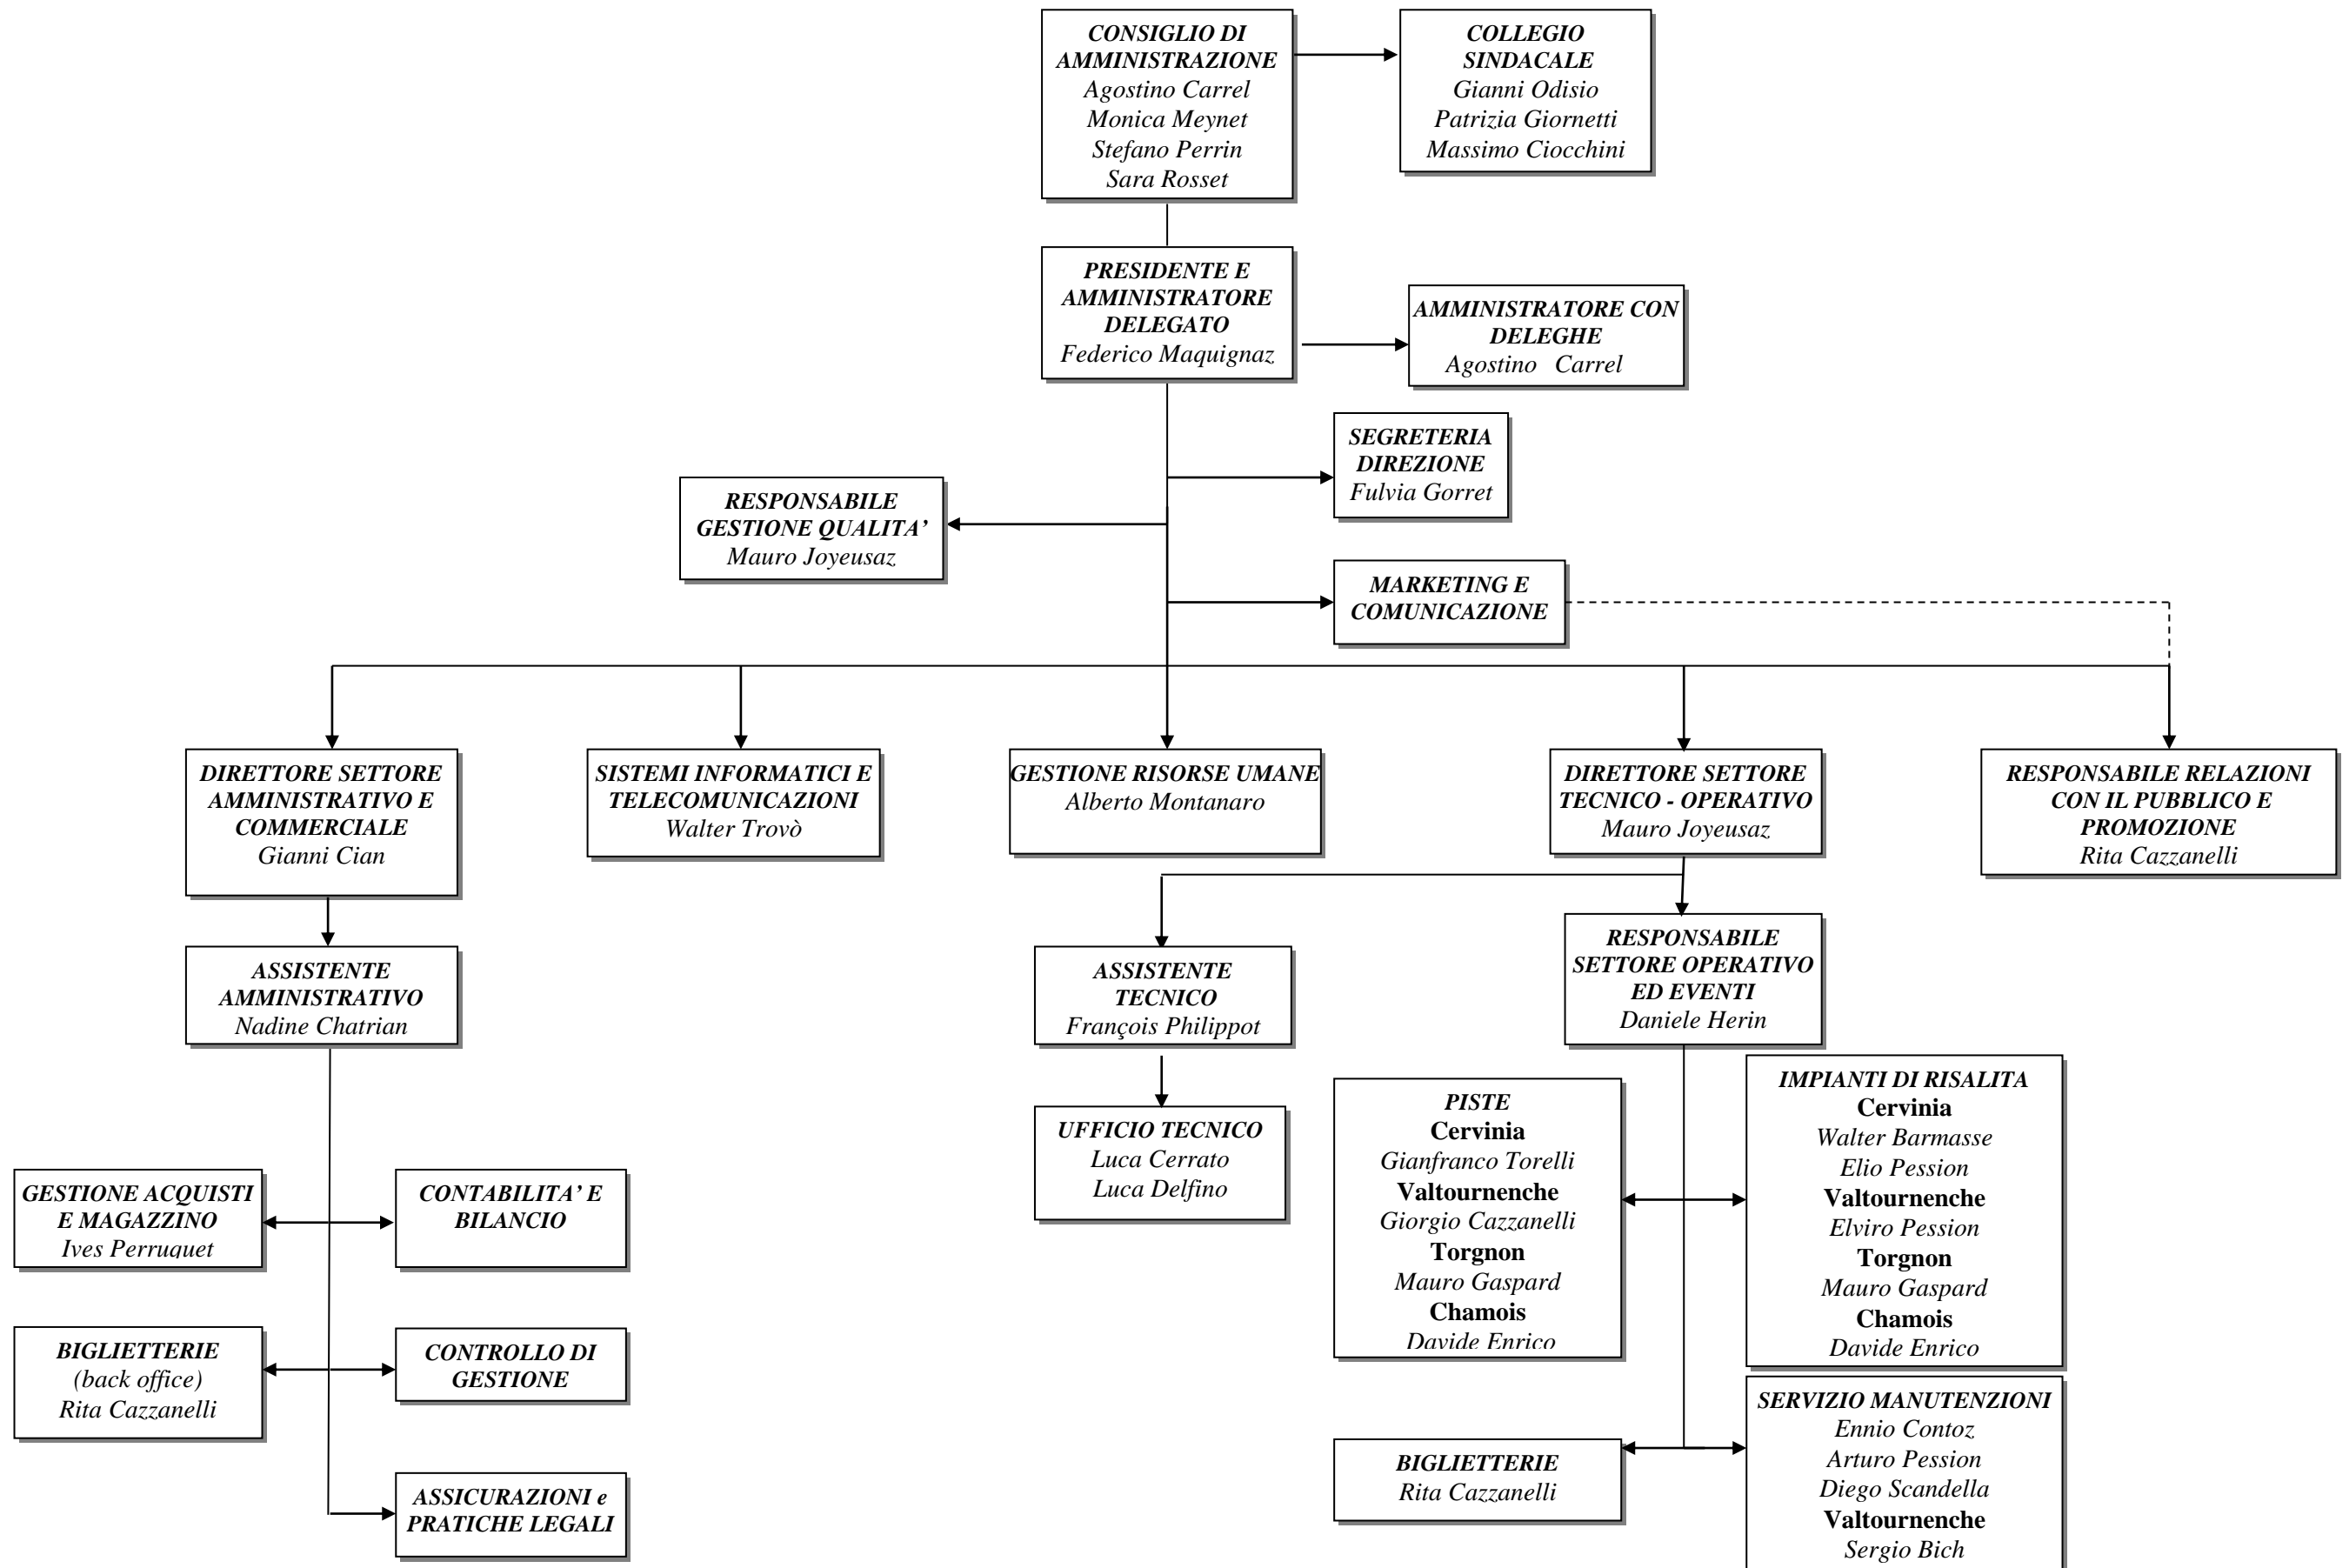 CONSIGLIO DI
AMMINISTRAZIONE
Agostino Carrel
Monica Meynet
Stefano Perrin
Sara Rosset
COLLEGIO
SINDACALE
Gianni Odisio
Patrizia Giornetti
Massimo Ciocchini
PRESIDENTE E
AMMINISTRATORE
DELEGATO
Federico Maquignaz
AMMINISTRATORE CON
DELEGHE
Agostino Carrel
SEGRETERIA
DIREZIONE
Fulvia Gorret
RESPONSABILE
GESTIONE QUALITA’
Mauro Joyeusaz
MARKETING E
COMUNICAZIONE
DIRETTORE SETTORE
AMMINISTRATIVO E
COMMERCIALE
Gianni Cian
SISTEMI INFORMATICI E
TELECOMUNICAZIONI
Walter Trovò
GESTIONE RISORSE UMANE
Alberto Montanaro
DIRETTORE SETTORE
TECNICO - OPERATIVO
Mauro Joyeusaz
RESPONSABILE RELAZIONI
CON IL PUBBLICO E
PROMOZIONE
Rita Cazzanelli
ASSISTENTE
AMMINISTRATIVO
Nadine Chatrian
ASSISTENTE
TECNICO
François Philippot
RESPONSABILE
SETTORE OPERATIVO
ED EVENTI
Daniele Herin
UFFICIO TECNICO
Luca Cerrato
Luca Delfino
PISTE
Cervinia
Gianfranco Torelli
Valtournenche
Giorgio Cazzanelli
Torgnon
Mauro Gaspard
Chamois
Davide Enrico
IMPIANTI DI RISALITA
Cervinia
Walter Barmasse
Elio Pession
Valtournenche
Elviro Pession
Torgnon
Mauro Gaspard
Chamois
Davide Enrico
GESTIONE ACQUISTI
E MAGAZZINO
Ives Perruquet
CONTABILITA’ E
BILANCIO
BIGLIETTERIE
(back office)
Rita Cazzanelli
CONTROLLO DI
GESTIONE
ASSICURAZIONI e
PRATICHE LEGALI
BIGLIETTERIE
Rita Cazzanelli
SERVIZIO MANUTENZIONI
Ennio Contoz
Arturo Pession
Diego Scandella
Valtournenche
Sergio Bich